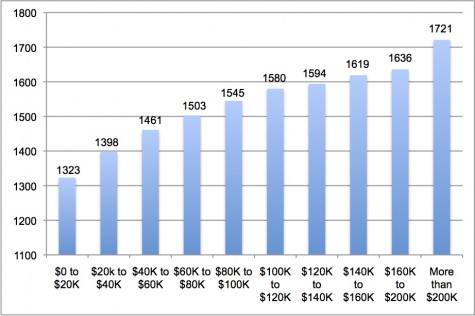 1800
1700
1600
1500
1400
1300
1200
1100
1323
1398
1461
1503
1545
1580
1594
1619
1636
1721
$0 to
$20K
$20k to
$40K
$40K to
$60K
$60K to
$80K
$80K to
$100K
$100K
to
$120K
$120K
to
$140K
$140K
to
$160K
$160K
to
$200K
More
than
$200K